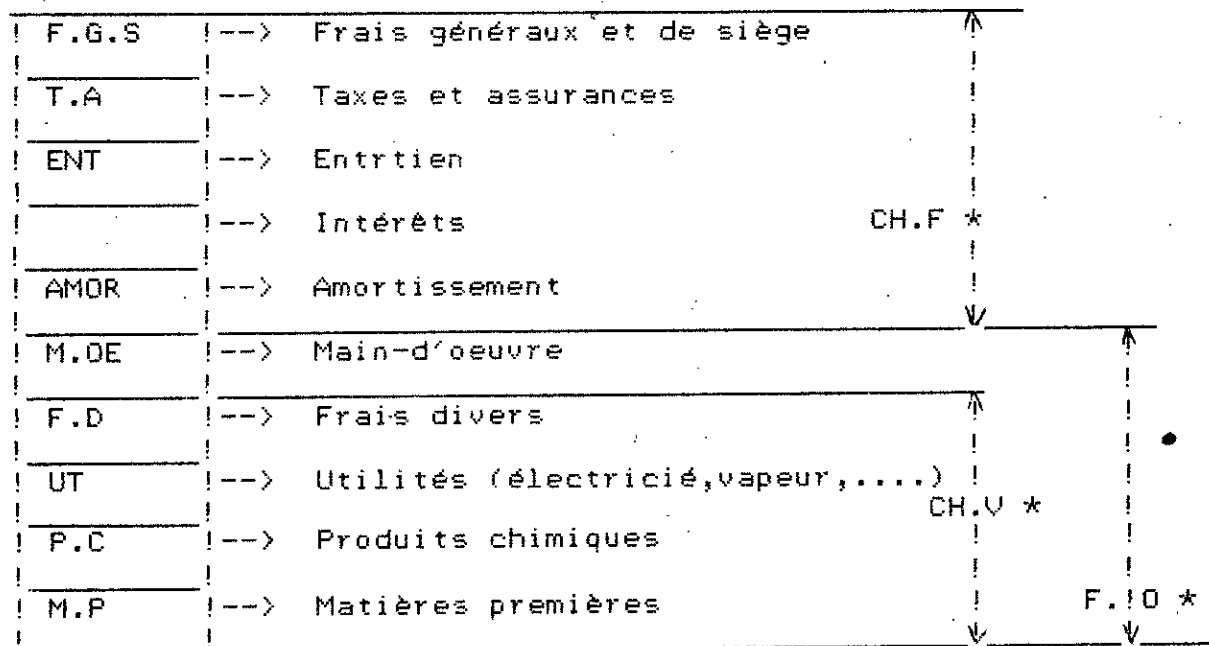 F.G.S --> Frais généraux et de siège
T.A --> Taxes et assurances
ENT --> Entrtien
--> Intérêts CH.F *
AMOR --> Amortissement
M.OE --> Main-d'oeuvre
F.D --> Frais divers
UT --> Utilités (électricié,vapeur,....)
CH.V *
P.C --> Produits chimiques
M.P --> Matières premières F.!O *